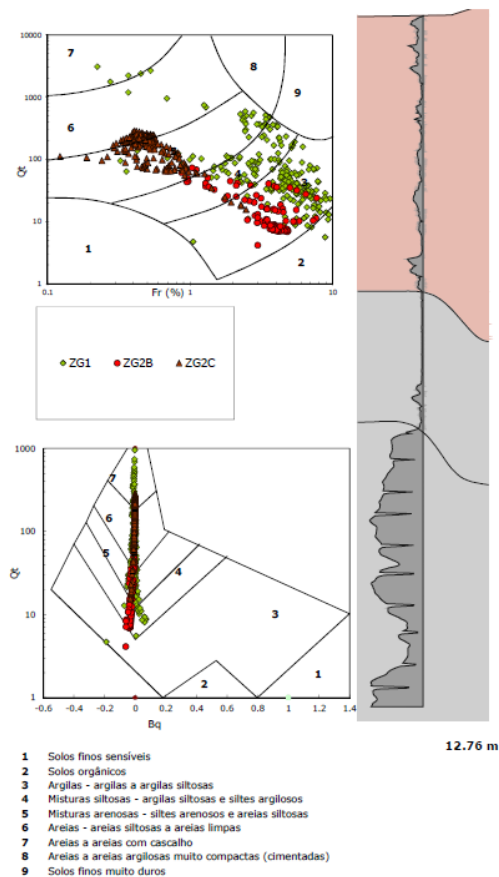 10000
1000
100
10
1
Qt
7
8
9
6
5
4
3
1
2
0.1
1
10
Fr (%)
ZG1
ZG2B
ZG2C
1000
100
10
1
Qt
7
6
5
4
3
2
1
-0.6 -0.4 -0.2 0 0.2 0.4 0.6 0.8 1 1.2 1.4
Bq
12.76 m
1 Solos finos sensíveis
2 Solos orgânicos
3 Argilas - argilas a argilas siltosas
4 Misturas siltosas - argilas siltosas e siltes argilosos
5 Misturas arenosas - siltes arenosos e areias siltosas
6 Areias - areias siltosas a areias limpas
7 Areias a areias com cascalho
8 Areias a areias argilosas muito compactas (cimentadas)
9 Solos finos muito duros